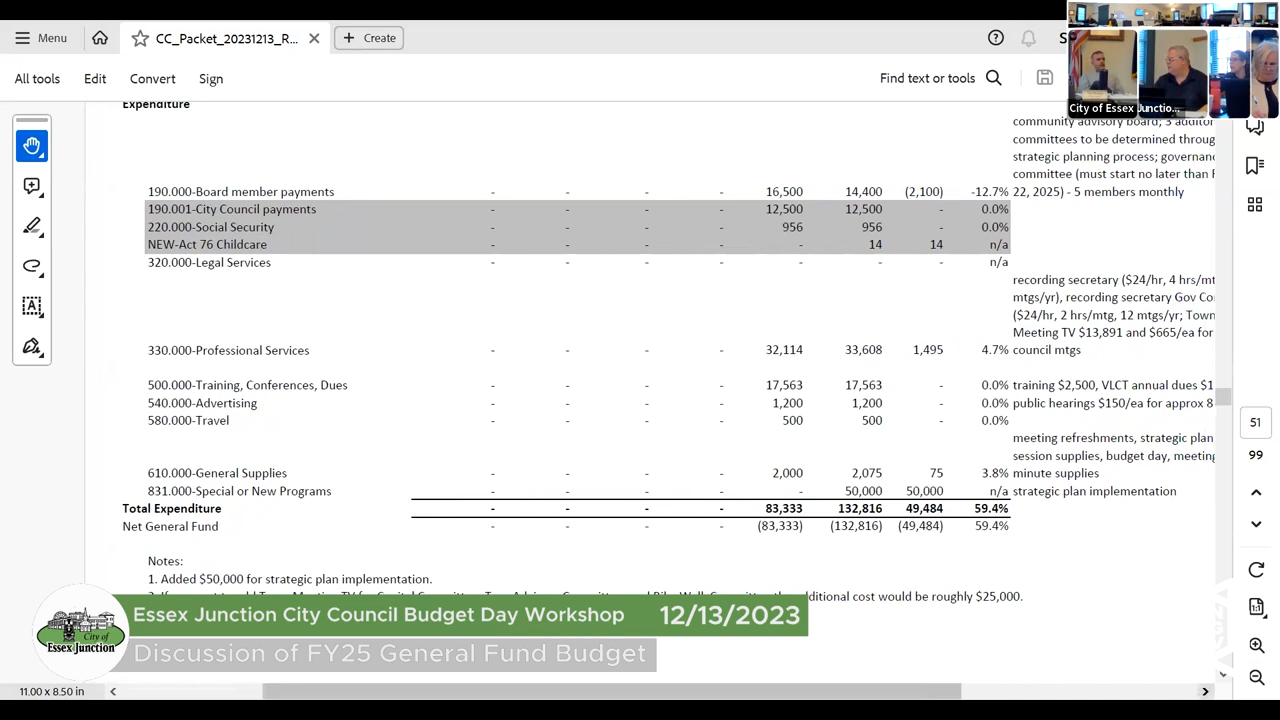 Menu
CC_Packet_20231213_R...
Create
All tools
Edit
Convert
Sign
Find text or tools
City of Essex Junctio...
Expenditure
community advisory board; 3 additor
committees to be determined throug
strategic planning process; governanc
committee (must start no later than F
190.000-Board member payments - - - - 16,500 14,400 (2,100) -12.7% 22, 2025) - 5 members monthly
190.001-City Council payments - - - - 12,500 12,500 - 0.0%
220.000-Social Security - - - - 956 956 - 0.0%
NEW-Act 76 Childcare - - - - - 14 14 n/a
320.000-Legal Services - - - - - - - n/a
recording secretary ($24/hr, 4 hrs/mt
mtgs/yr), recording secretary Gov Co
($24/hr, 2 hrs/mtg, 12 mtgs/yr; Town
Meeting TV $13,891 and $665/ea for
330.000-Professional Services - - - - 32,114 33,608 1,495 4.7% council mtgs
500.000-Training, Conferences, Dues - - - - 17,563 17,563 - 0.0% training $2,500, VLCT annual dues $1
540.000-Advertising - - - - 1,200 1,200 - 0.0% public hearings $150/ea for approx 8
580.000-Travel - - - - 500 500 - 0.0%
meeting refreshments, strategic plan
session supplies, budget day, meeting
610.000-General Supplies - - - - 2,000 2,075 75 3.8% minute supplies
831.000-Special or New Programs - - - - - 50,000 50,000 n/a strategic plan implementation
Total Expenditure - - - - 83,333 132,816 49,484 59.4%
Net General Fund - - - - (83,333) (132,816) (49,484) 59.4%
Notes:
1. Added $50,000 for strategic plan implementation.
additional cost would be roughly $25,000.
51
99
City of
Essex Junction
Essex Junction City Council Budget Day Workshop 12/13/2023
Discussion of FY25 General Fund Budget
11.00 x 8.50 in